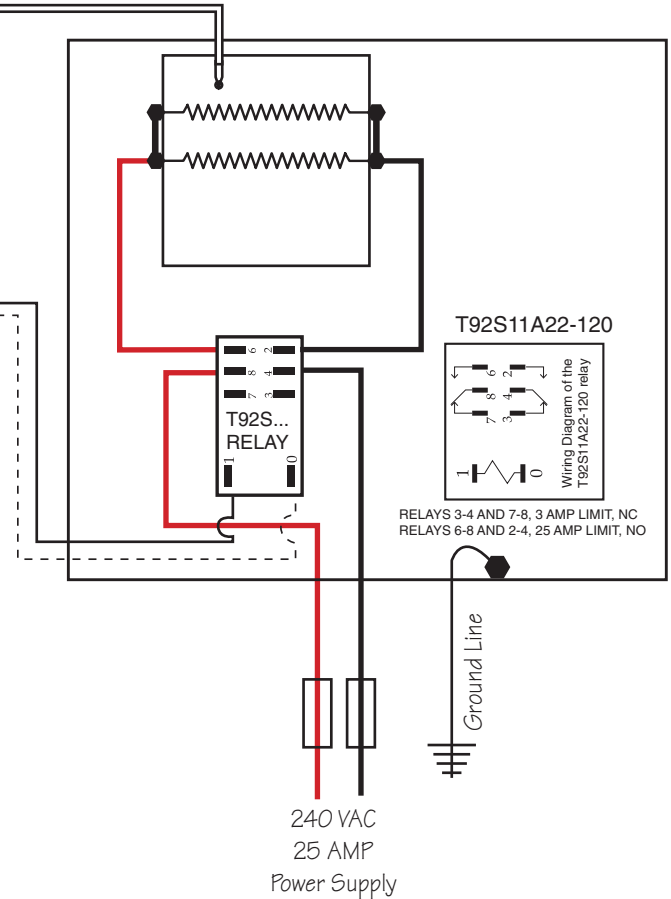 T92S11A22-120
6 2
8 4
7 3
T92S...
RELAY
1 0
6 2
8 4
7 3
1 0
Wiring Diagram of the
T92S11A22-120 relay
RELAYS 3-4 AND 7-8, 3 AMP LIMIT, NC
RELAYS 6-8 AND 2-4, 25 AMP LIMIT, NO
Ground Line
240 VAC
25 AMP
Power Supply